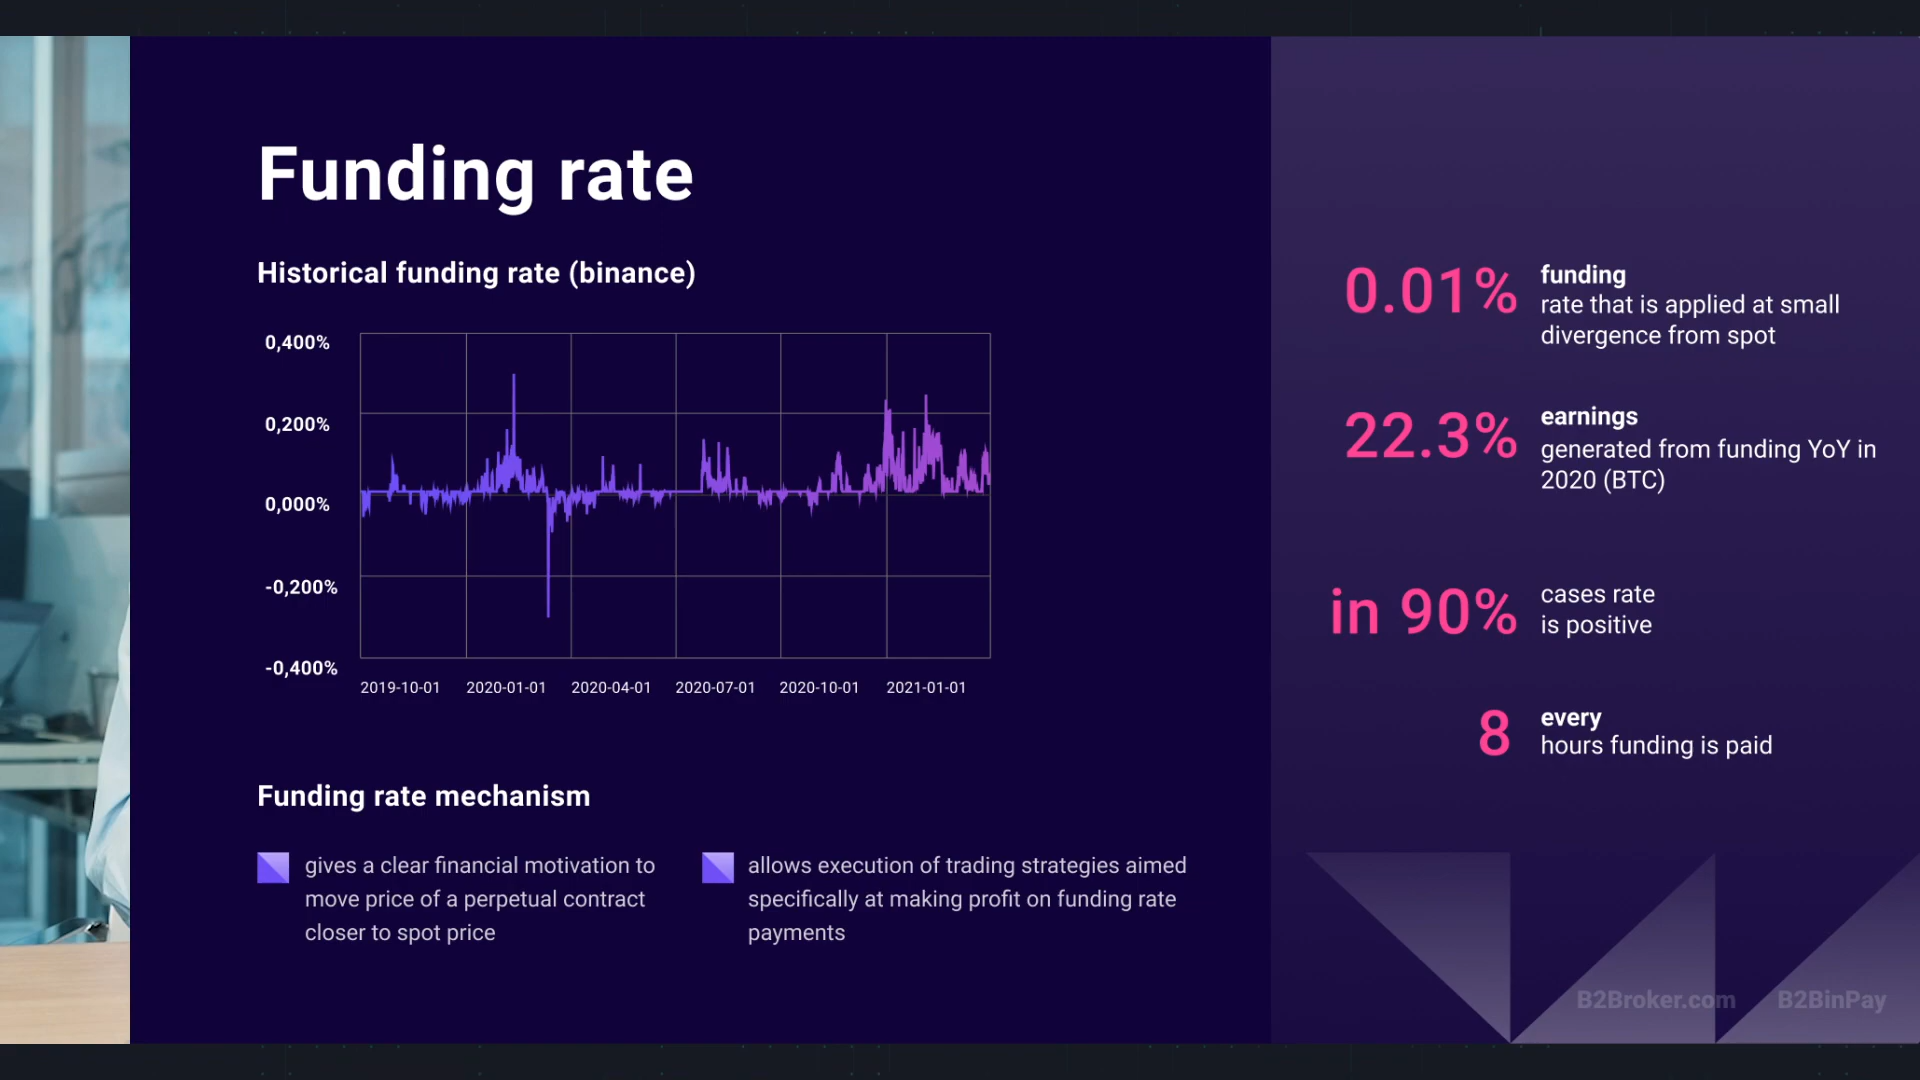 Funding rate
Historical funding rate (binance)
0,400%
0,200%
0,000%
-0,200%
-0,400%
2019-10-01 2020-01-01 2020-04-01 2020-07-01 2020-10-01 2021-01-01
Funding rate mechanism
gives a clear financial motivation to
move price of a perpetual contract
closer to spot price
allows execution of trading strategies aimed
specifically at making profit on funding rate
payments
0.01%
funding
rate that is applied at small
divergence from spot
22.3%
earnings
generated from funding YoY in
2020 (BTC)
in 90%
cases rate
is positive
8
every
hours funding is paid
B2Broker.com B2BinPay